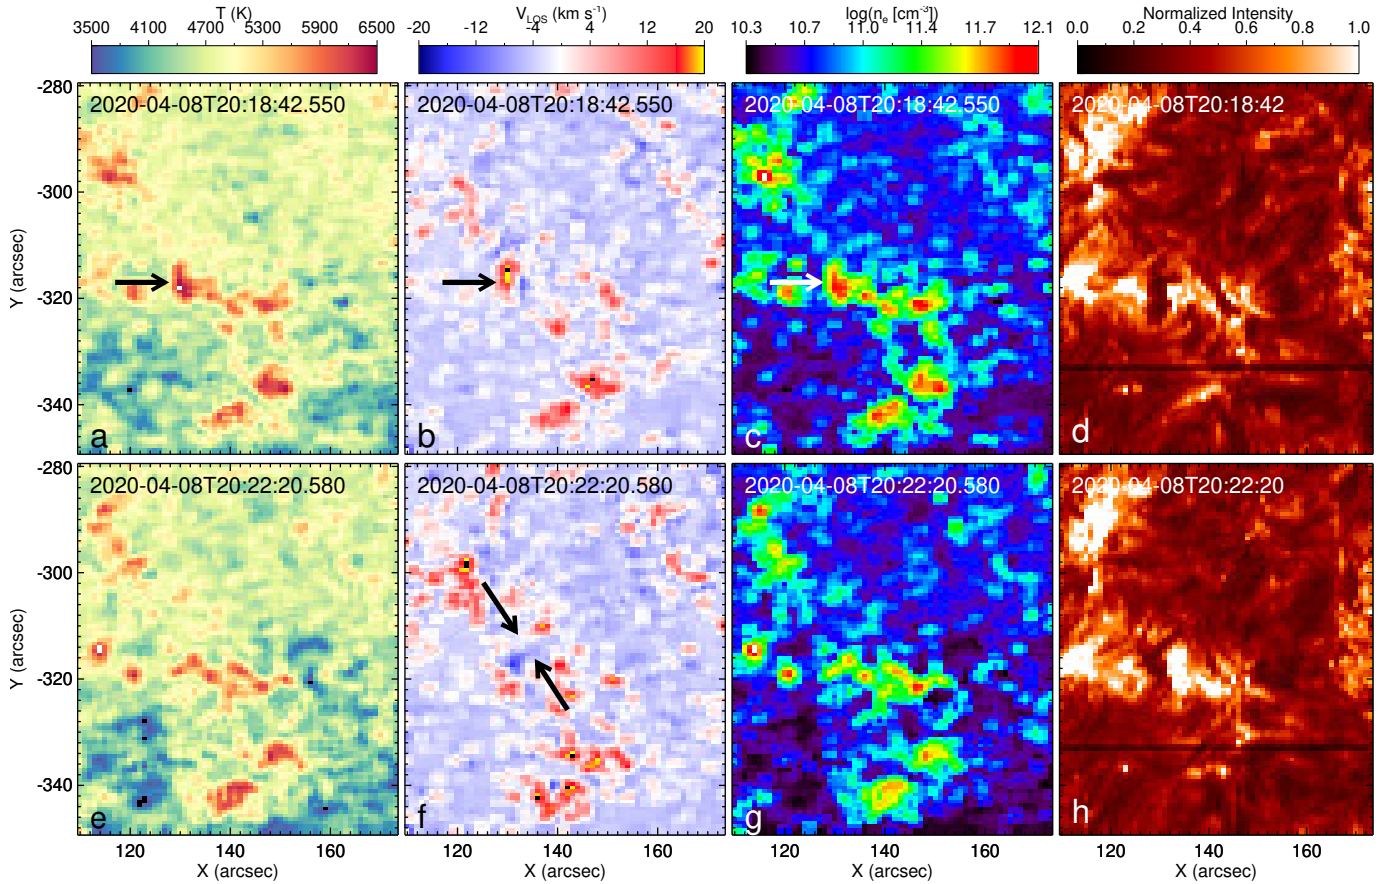 T (K)
3500 4100 4700 5300 5900 6500
V_LOS (km s⁻¹)
-20 -12 -4 4 12 20
log(n_e [cm⁻³])
10.3 10.7 11.0 11.4 11.7 12.1
Normalized Intensity
0.0 0.2 0.4 0.6 0.8 1.0
-280
-300
-320
-340
Y (arcsec)
2020-04-08T20:18:42.550
a
2020-04-08T20:18:42.550
b
2020-04-08T20:18:42.550
c
2020-04-08T20:18:42
d
-280
-300
-320
-340
Y (arcsec)
2020-04-08T20:22:20.580
e
2020-04-08T20:22:20.580
f
2020-04-08T20:22:20.580
g
2020-04-08T20:22:20
h
120 140 160
X (arcsec)
120 140 160
X (arcsec)
120 140 160
X (arcsec)
120 140 160
X (arcsec)